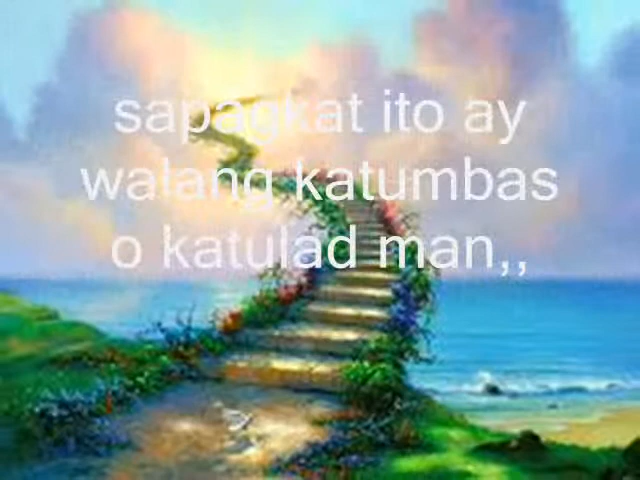 sapagkat ito ay
walang katumbas
o katulad man,,